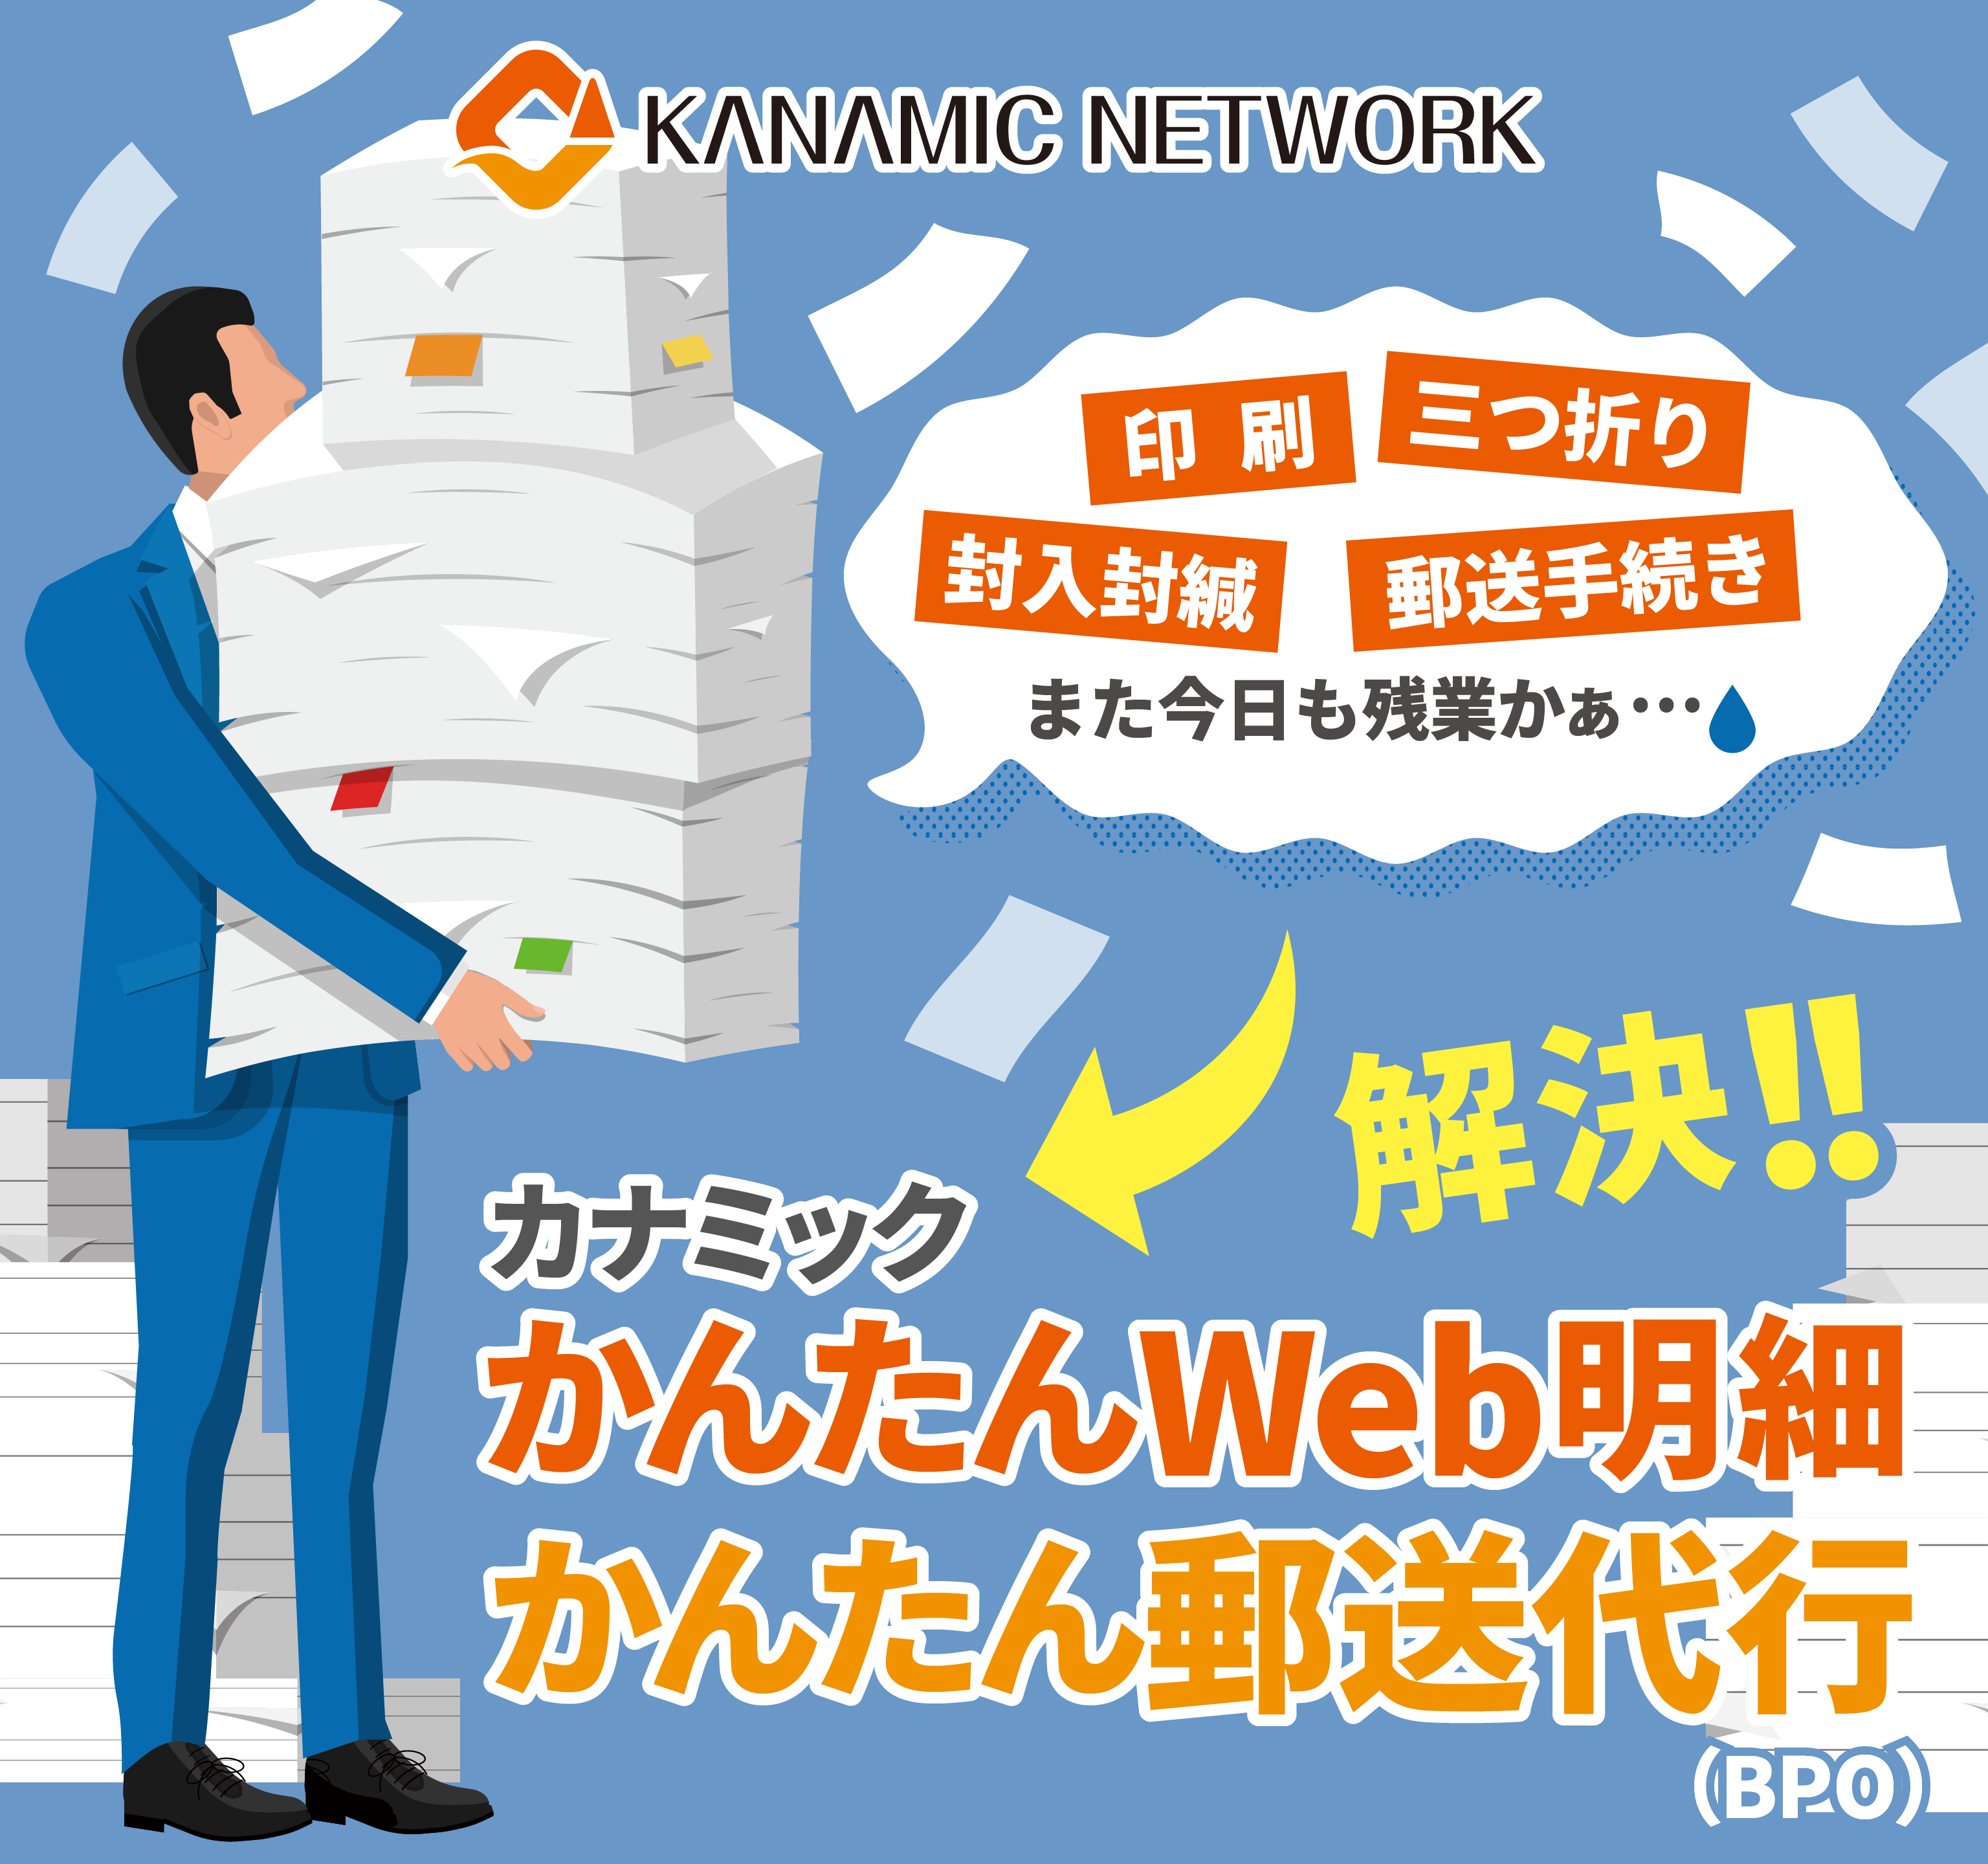 KANAMIC NETWORK
印刷 三つ折り
封入封緘 郵送手続き
また今日も残業かぁ…
解決!!
カナミック
かんたんWeb明細
かんたん郵送代行
(BPO)